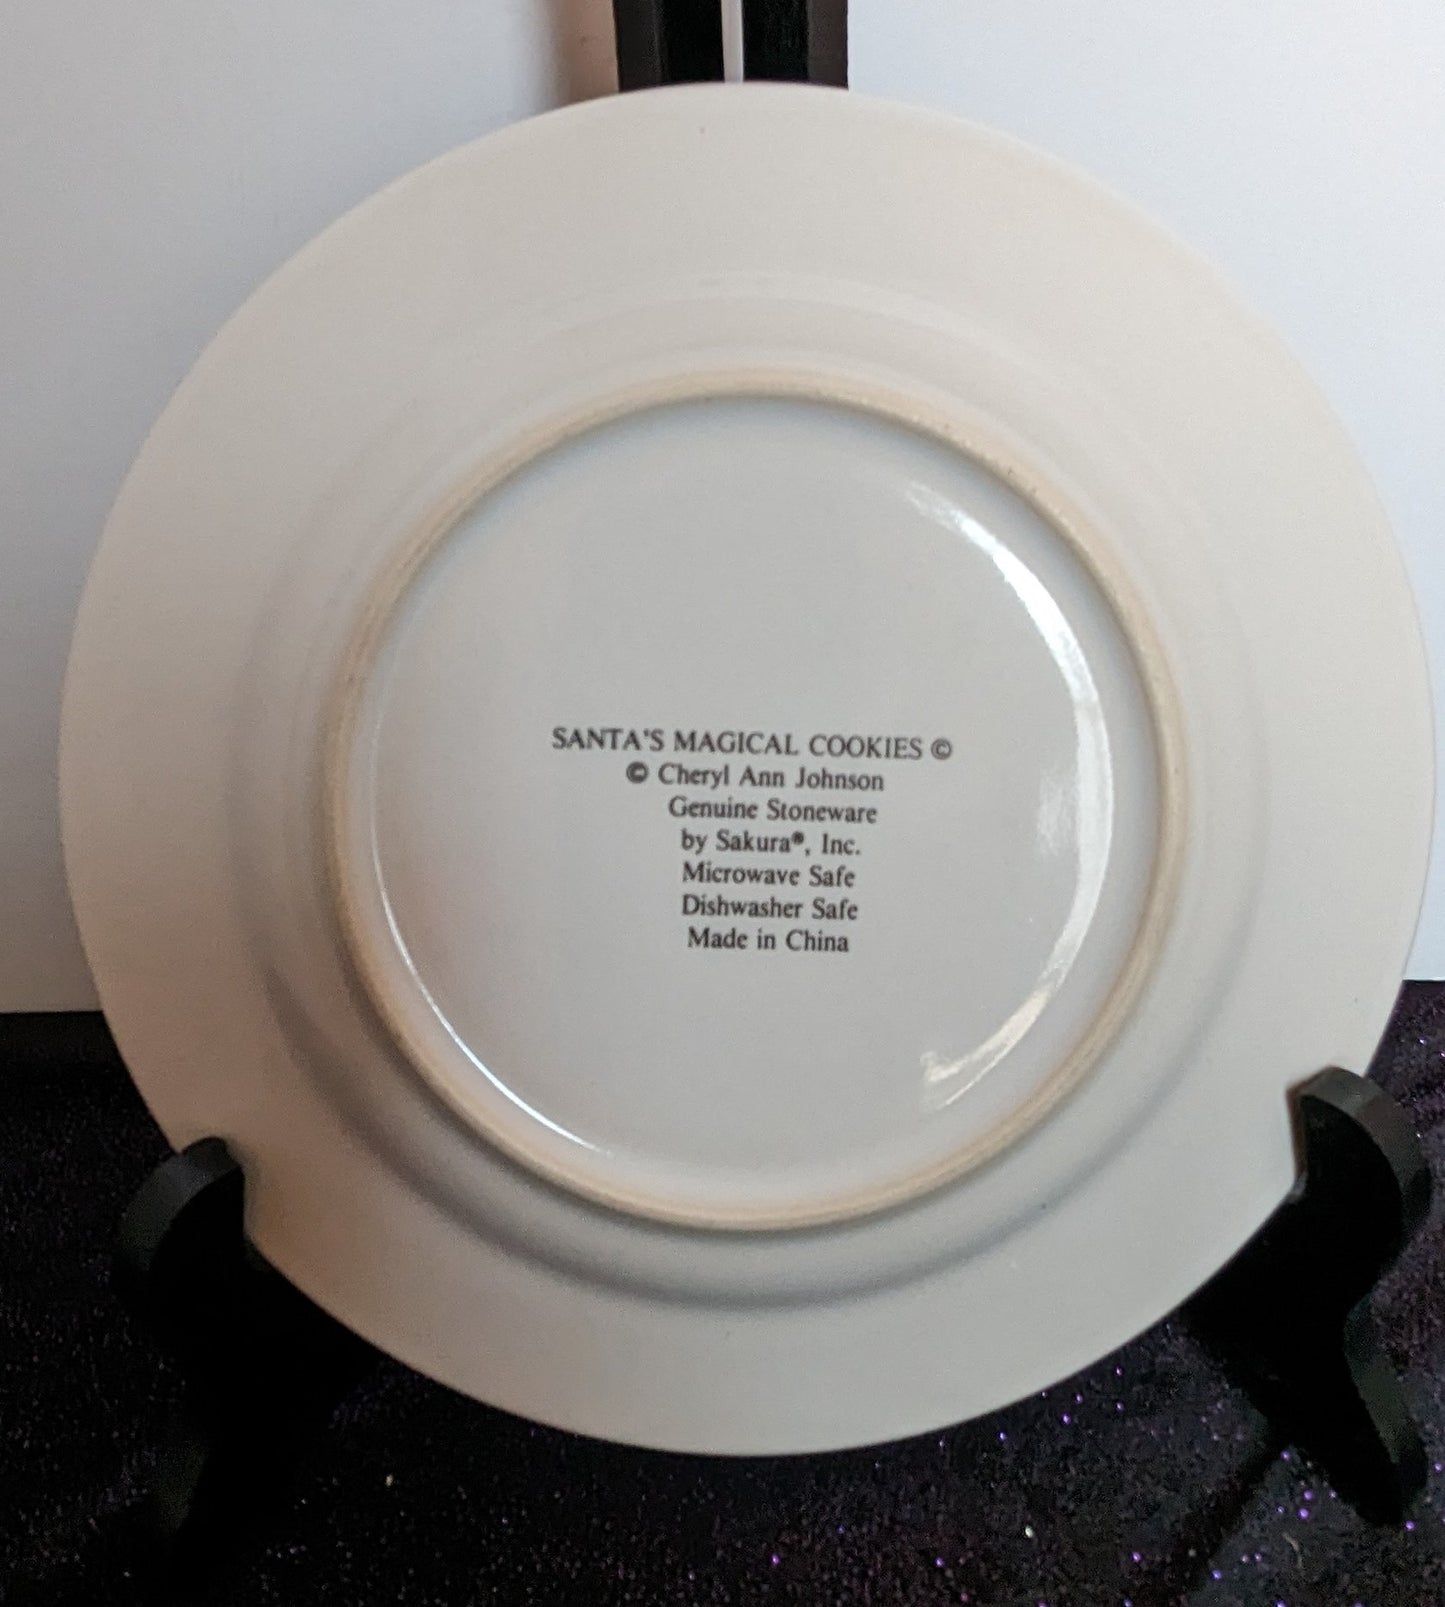 SANTA'S MAGICAL COOKIES ©
© Cheryl Ann Johnson
Genuine Stoneware
by Sakura®, Inc.
Microwave Safe
Dishwasher Safe
Made in China